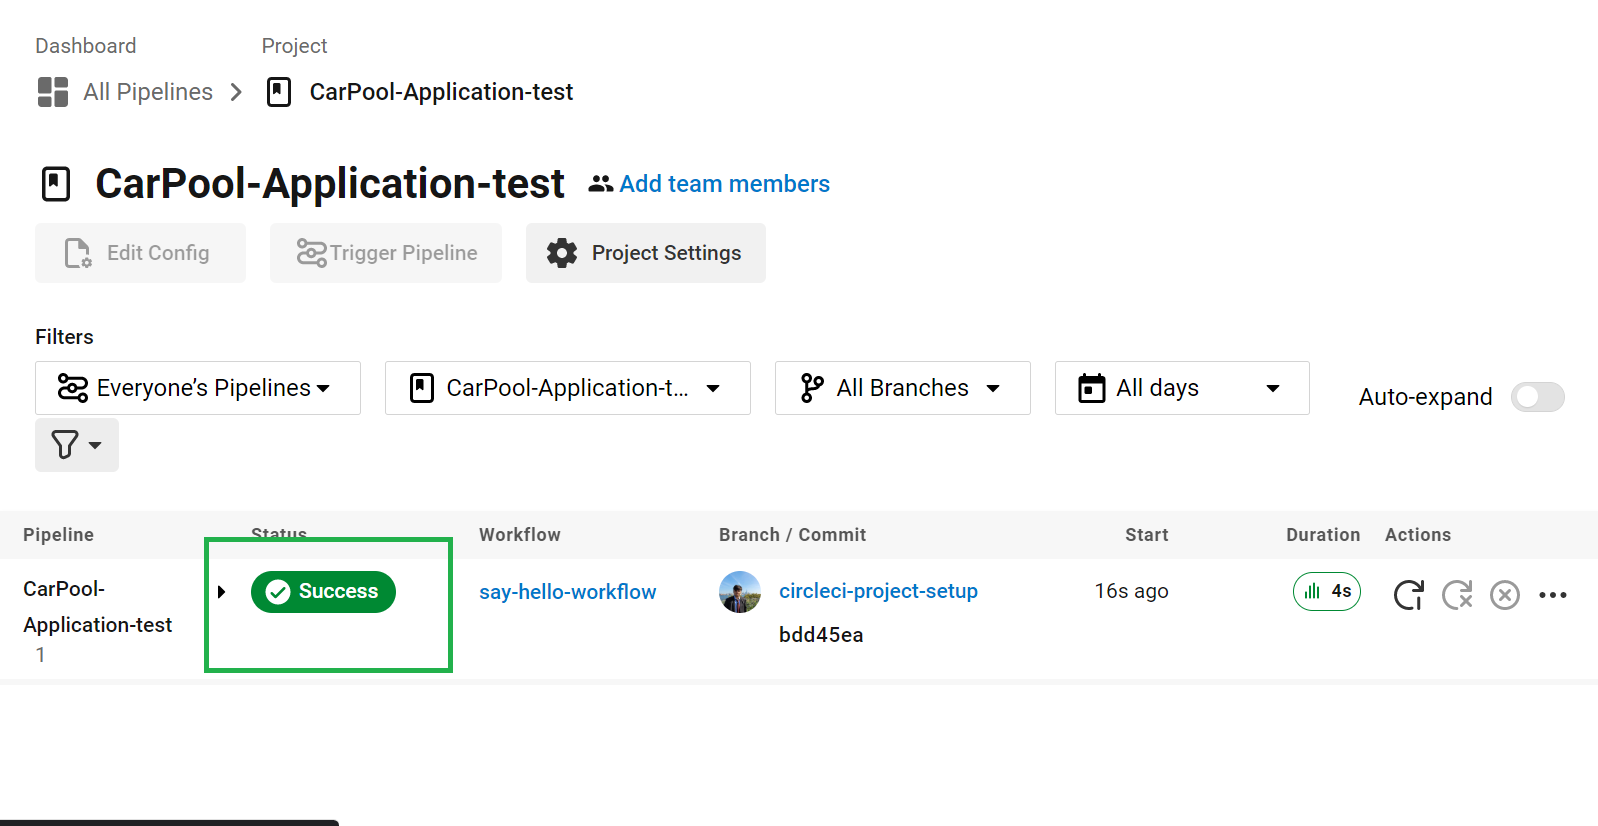 Dashboard Project
All Pipelines CarPool-Application-test
CarPool-Application-test Add team members
Edit Config Trigger Pipeline Project Settings
Filters
Everyone’s Pipelines CarPool-Application-t... All Branches All days Auto-expand
Pipeline Status Workflow Branch / Commit Start Duration Actions
CarPool- Success say-hello-workflow circleci-project-setup 16s ago 4s
Application-test bdd45ea
1